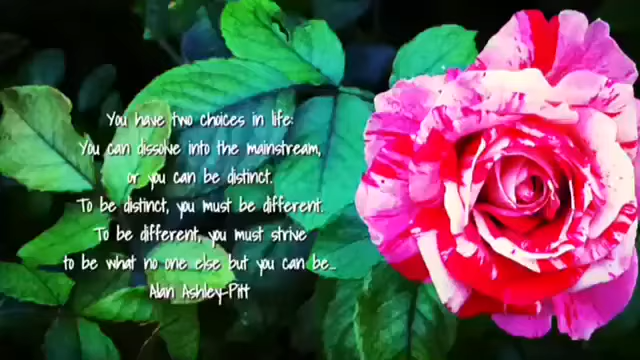 You have two choices in life:
You can dissolve into the mainstream,
or you can be distinct.
To be distinct, you must be different.
To be different, you must strive
to be what no one else but you can be...
Alan Ashley-Pitt